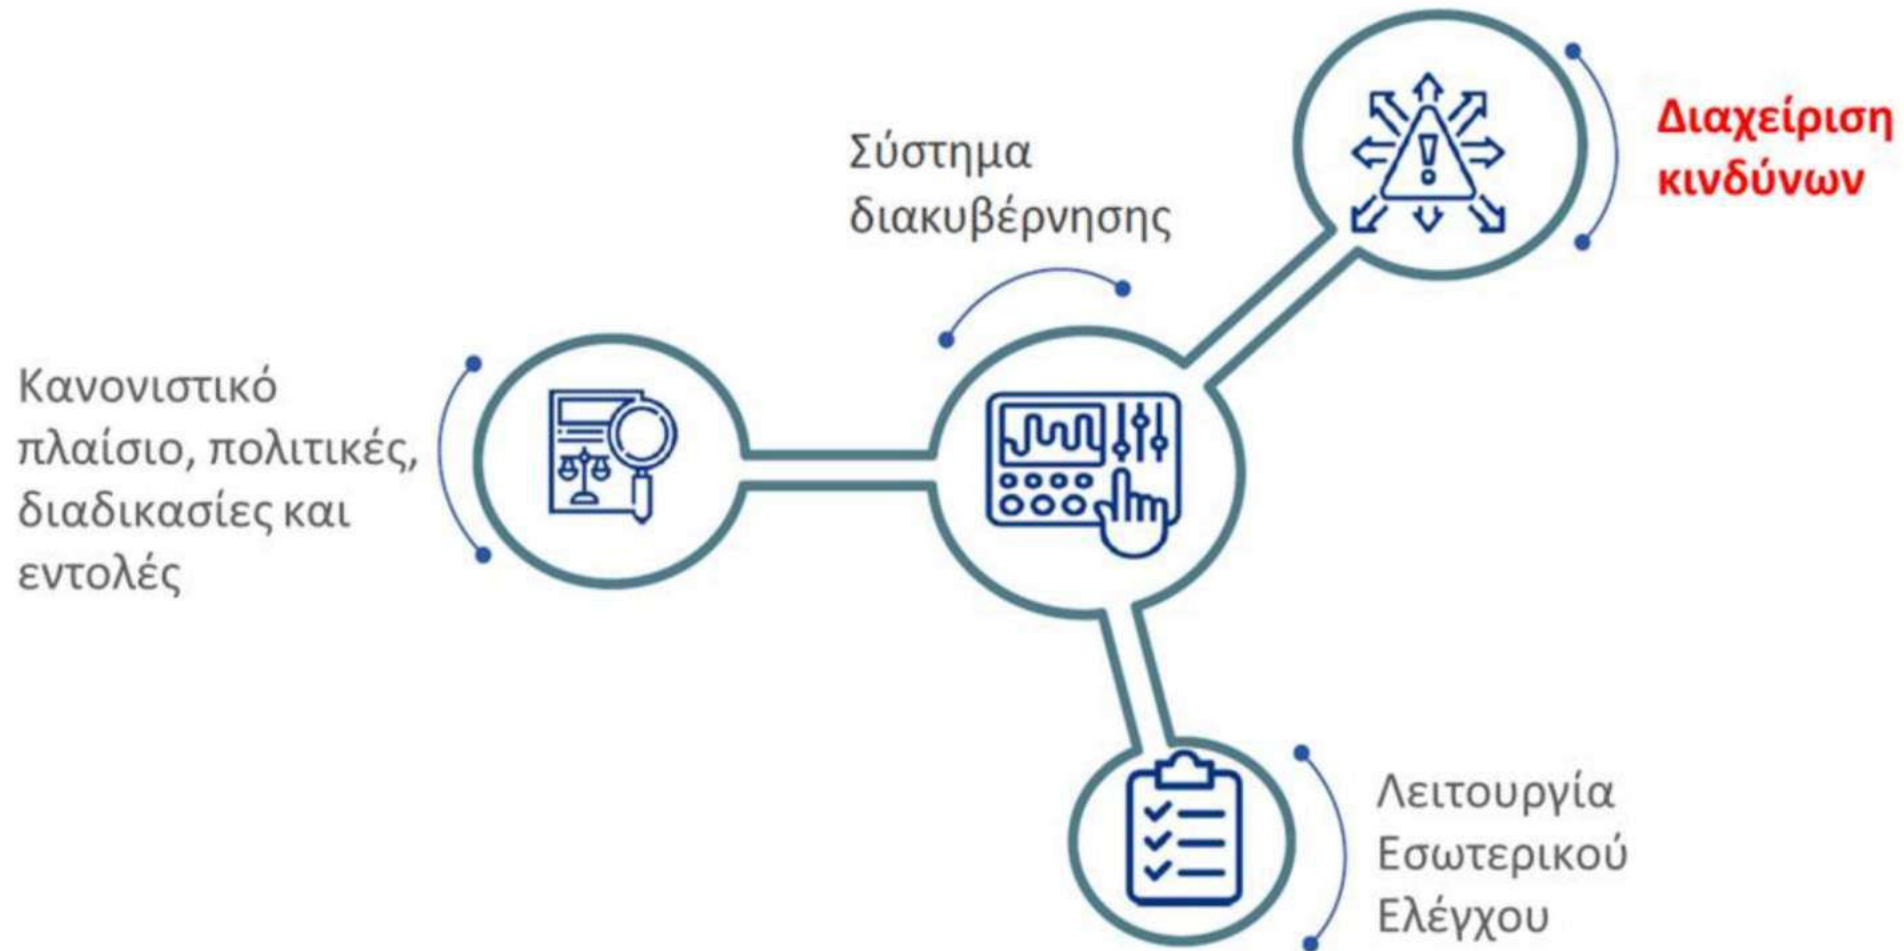 Σύστημα
διακυβέρνησης
Διαχείριση
κινδύνων
Κανονιστικό
πλαίσιο, πολιτικές,
διαδικασίες και
εντολές
Λειτουργία
Εσωτερικού
Ελέγχου